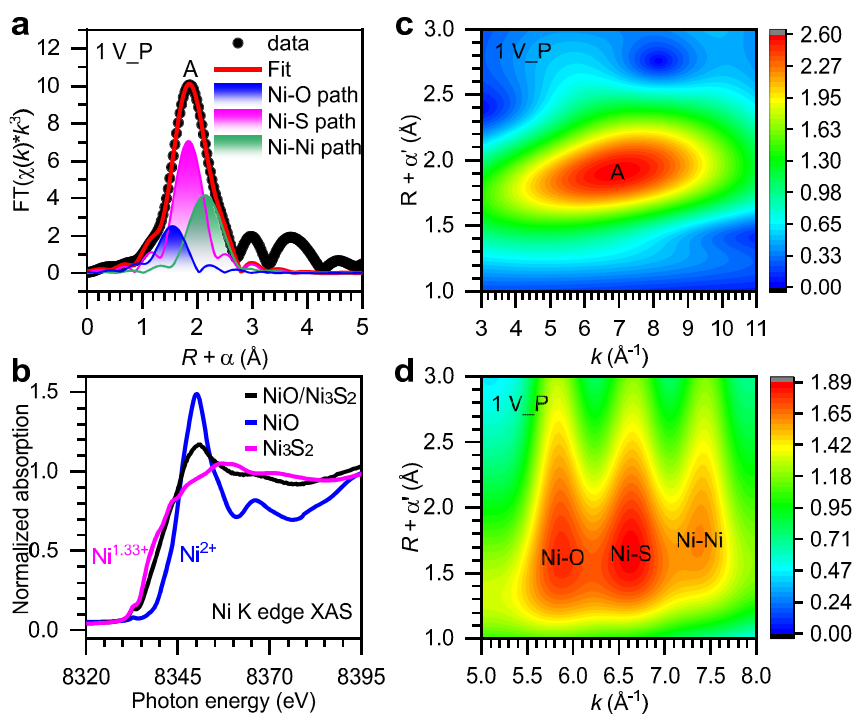 a
1 V_P
A
data
Fit
Ni-O path
Ni-S path
Ni-Ni path
FT(χ(k)*k³)
12
10
8
6
4
2
0
0 1 2 3 4 5
R + α (Å)
c
1 V_P
A
R + α' (Å)
3.0
2.5
2.0
1.5
1.0
3 4 5 6 7 8 9 10 11
k (Å⁻¹)
2.60
2.28
1.95
1.63
1.30
0.98
0.65
0.33
0.00
b
NiO/Ni₃S₂
NiO
Ni₃S₂
Ni¹·³³⁺
Ni²⁺
Ni K edge XAS
Normalized absorption
1.5
1.0
0.5
0.0
8320 8345 8370 8395
Photon energy (eV)
d
1 V_P
Ni-O
Ni-S
Ni-Ni
R + α' (Å)
3.0
2.5
2.0
1.5
1.0
5.0 5.5 6.0 6.5 7.0 7.5 8.0
k (Å⁻¹)
1.89
1.65
1.42
1.18
0.95
0.71
0.47
0.24
0.00